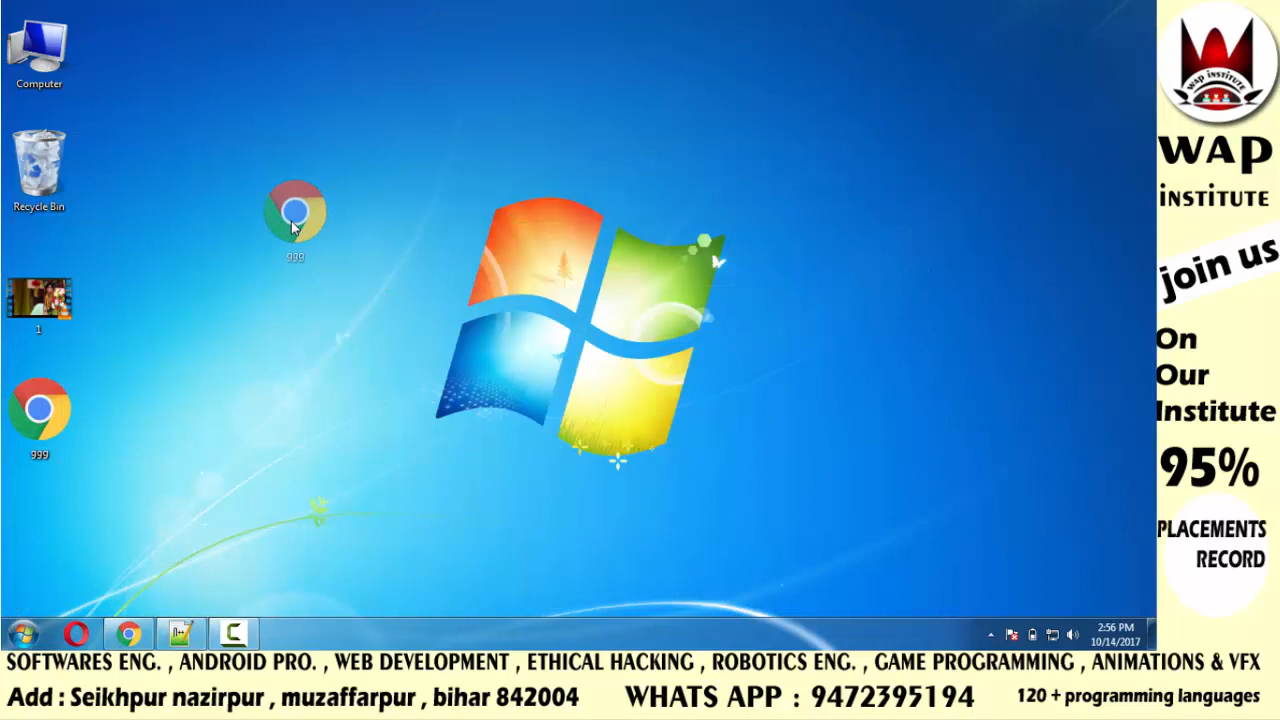 Computer
Recycle Bin
1
999
999
2:56 PM
10/14/2017
WAP INSTITUTE
WAP
INSTITUTE
join us
On
Our
Institute
95%
PLACEMENTS
RECORD
SOFTWARES ENG. , ANDROID PRO. , WEB DEVELOPMENT , ETHICAL HACKING , ROBOTICS ENG. , GAME PROGRAMMING , ANIMATIONS & VFX
Add : Seikhpur nazirpur , muzaffarpur , bihar 842004 WHATS APP : 9472395194 120 + programming languages